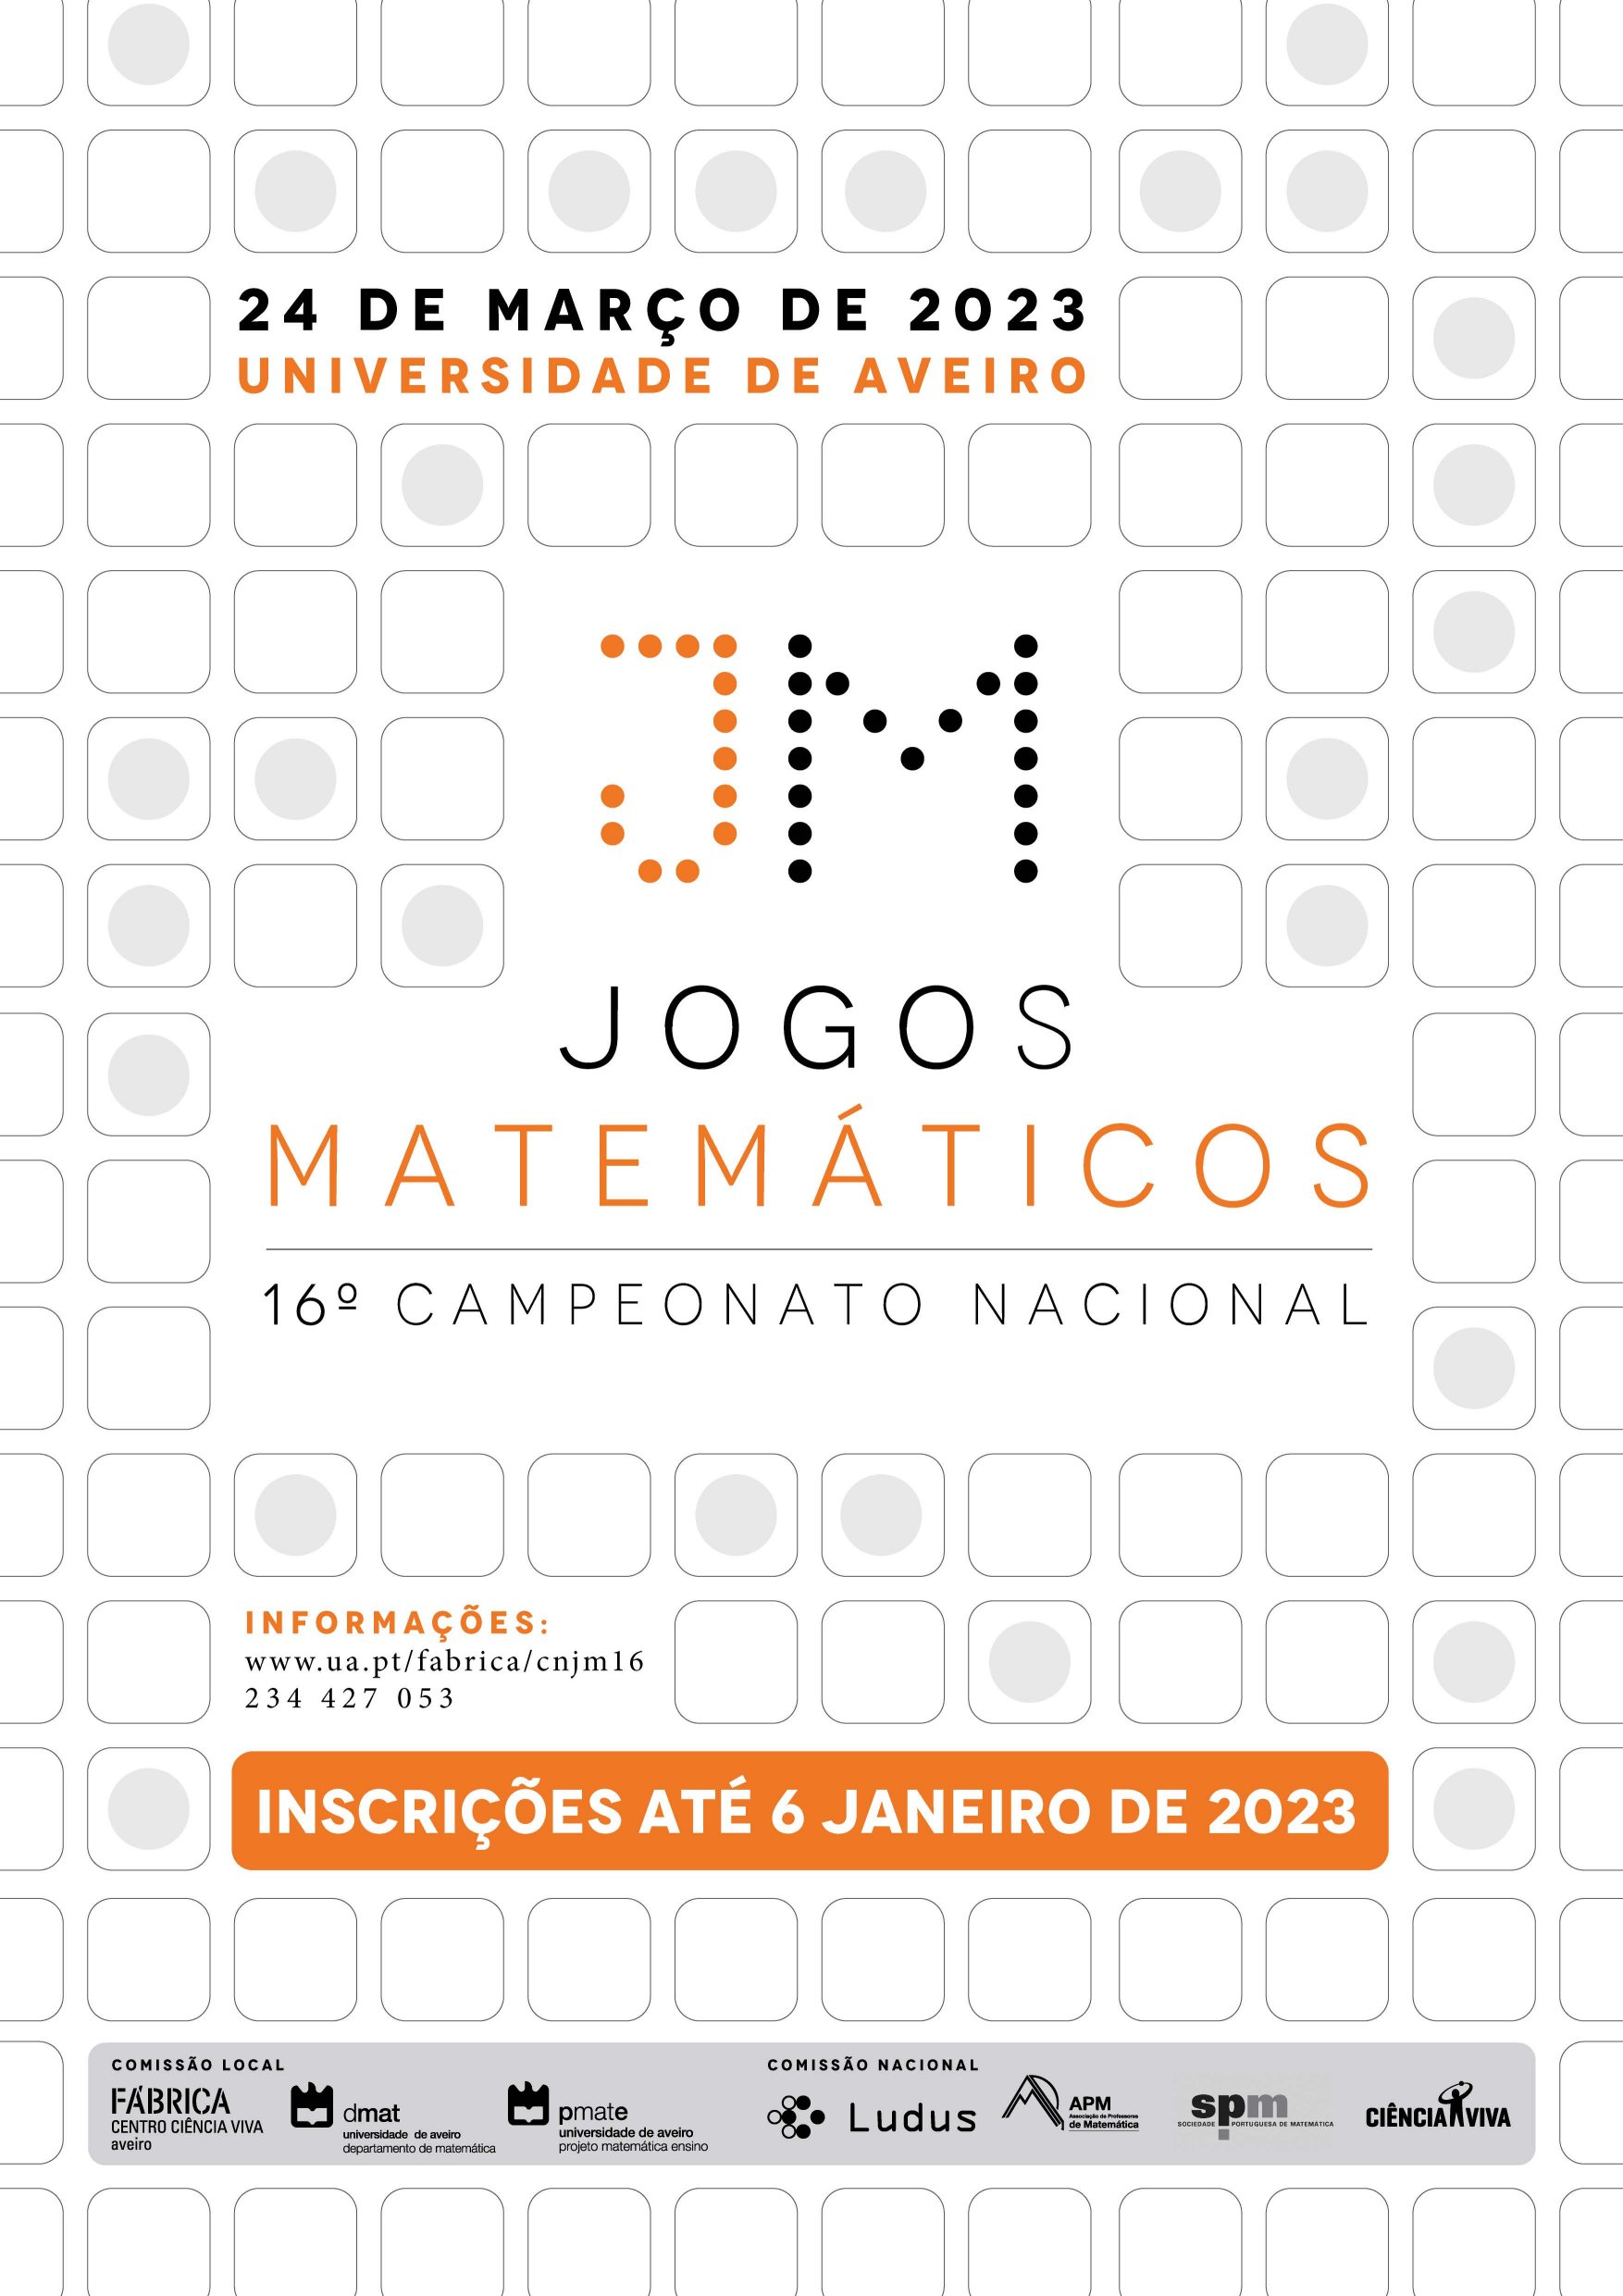 24 DE MARÇO DE 2023
UNIVERSIDADE DE AVEIRO
JM
JOGOS
MATEMÁTICOS
16º CAMPEONATO NACIONAL
INFORMAÇÕES:
www.ua.pt/fabrica/cnjm16
234 427 053
INSCRIÇÕES ATÉ 6 JANEIRO DE 2023
COMISSÃO LOCAL
FÁBRICA
CENTRO CIÊNCIA VIVA
aveiro
dmat
universidade de aveiro
departamento de matemática
pmate
universidade de aveiro
projeto matemática ensino
COMISSÃO NACIONAL
Ludus
APM
Associação de Professores
de Matemática
spm
SOCIEDADE PORTUGUESA DE MATEMÁTICA
CIÊNCIA VIVA